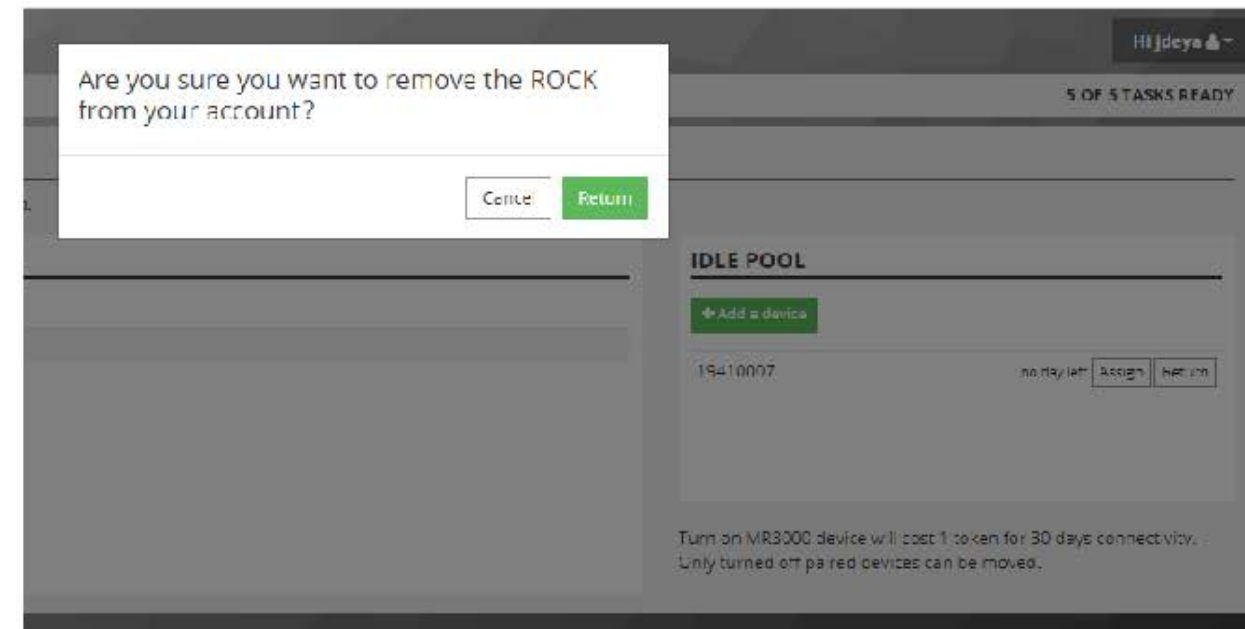 Hi jdeya
Are you sure you want to remove the ROCK
from your account?
5 OF 5 TASKS READY
Cancel Return
IDLE POOL
+Add a device
19410007 no day left Assign Return
Turn on MR3000 device will cost 1 token for 30 days connectivity.
Only turned off paired devices can be moved.